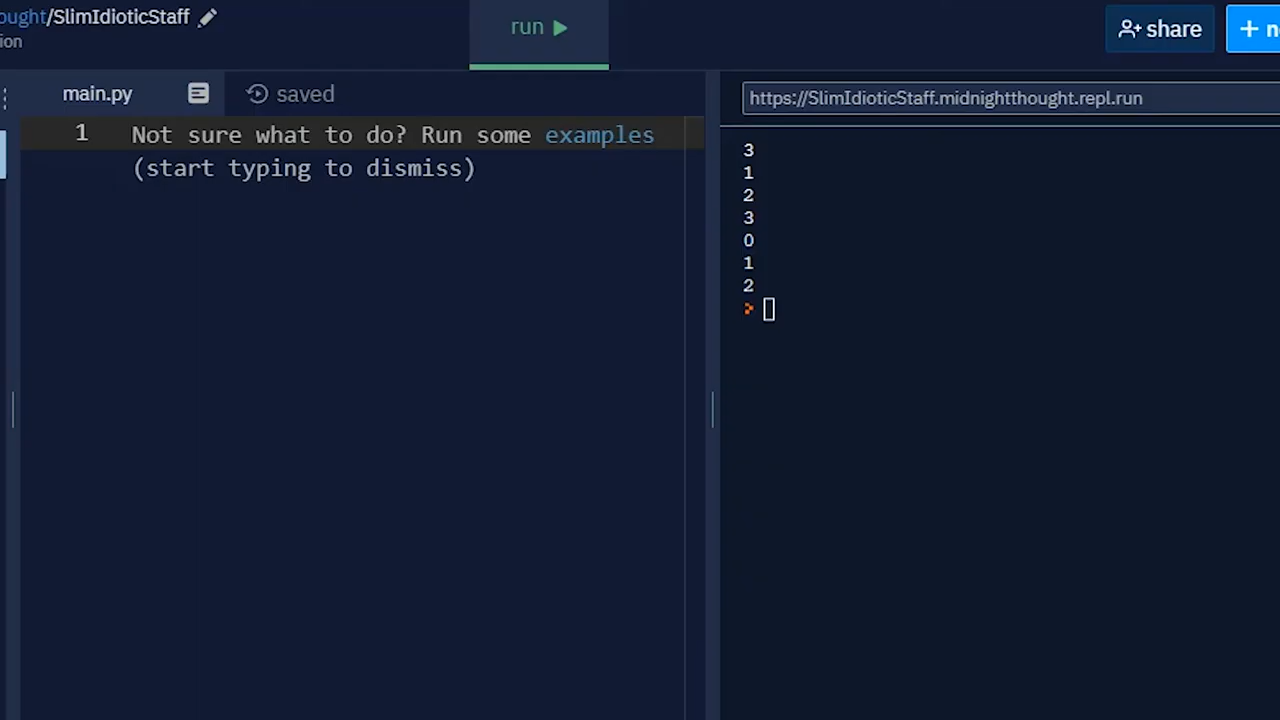 ought/SlimIdioticStaff
ion
run
share
main.py
saved
1 Not sure what to do? Run some examples
(start typing to dismiss)
https://SlimIdioticStaff.midnightthought.repl.run
3
1
2
3
0
1
2
>